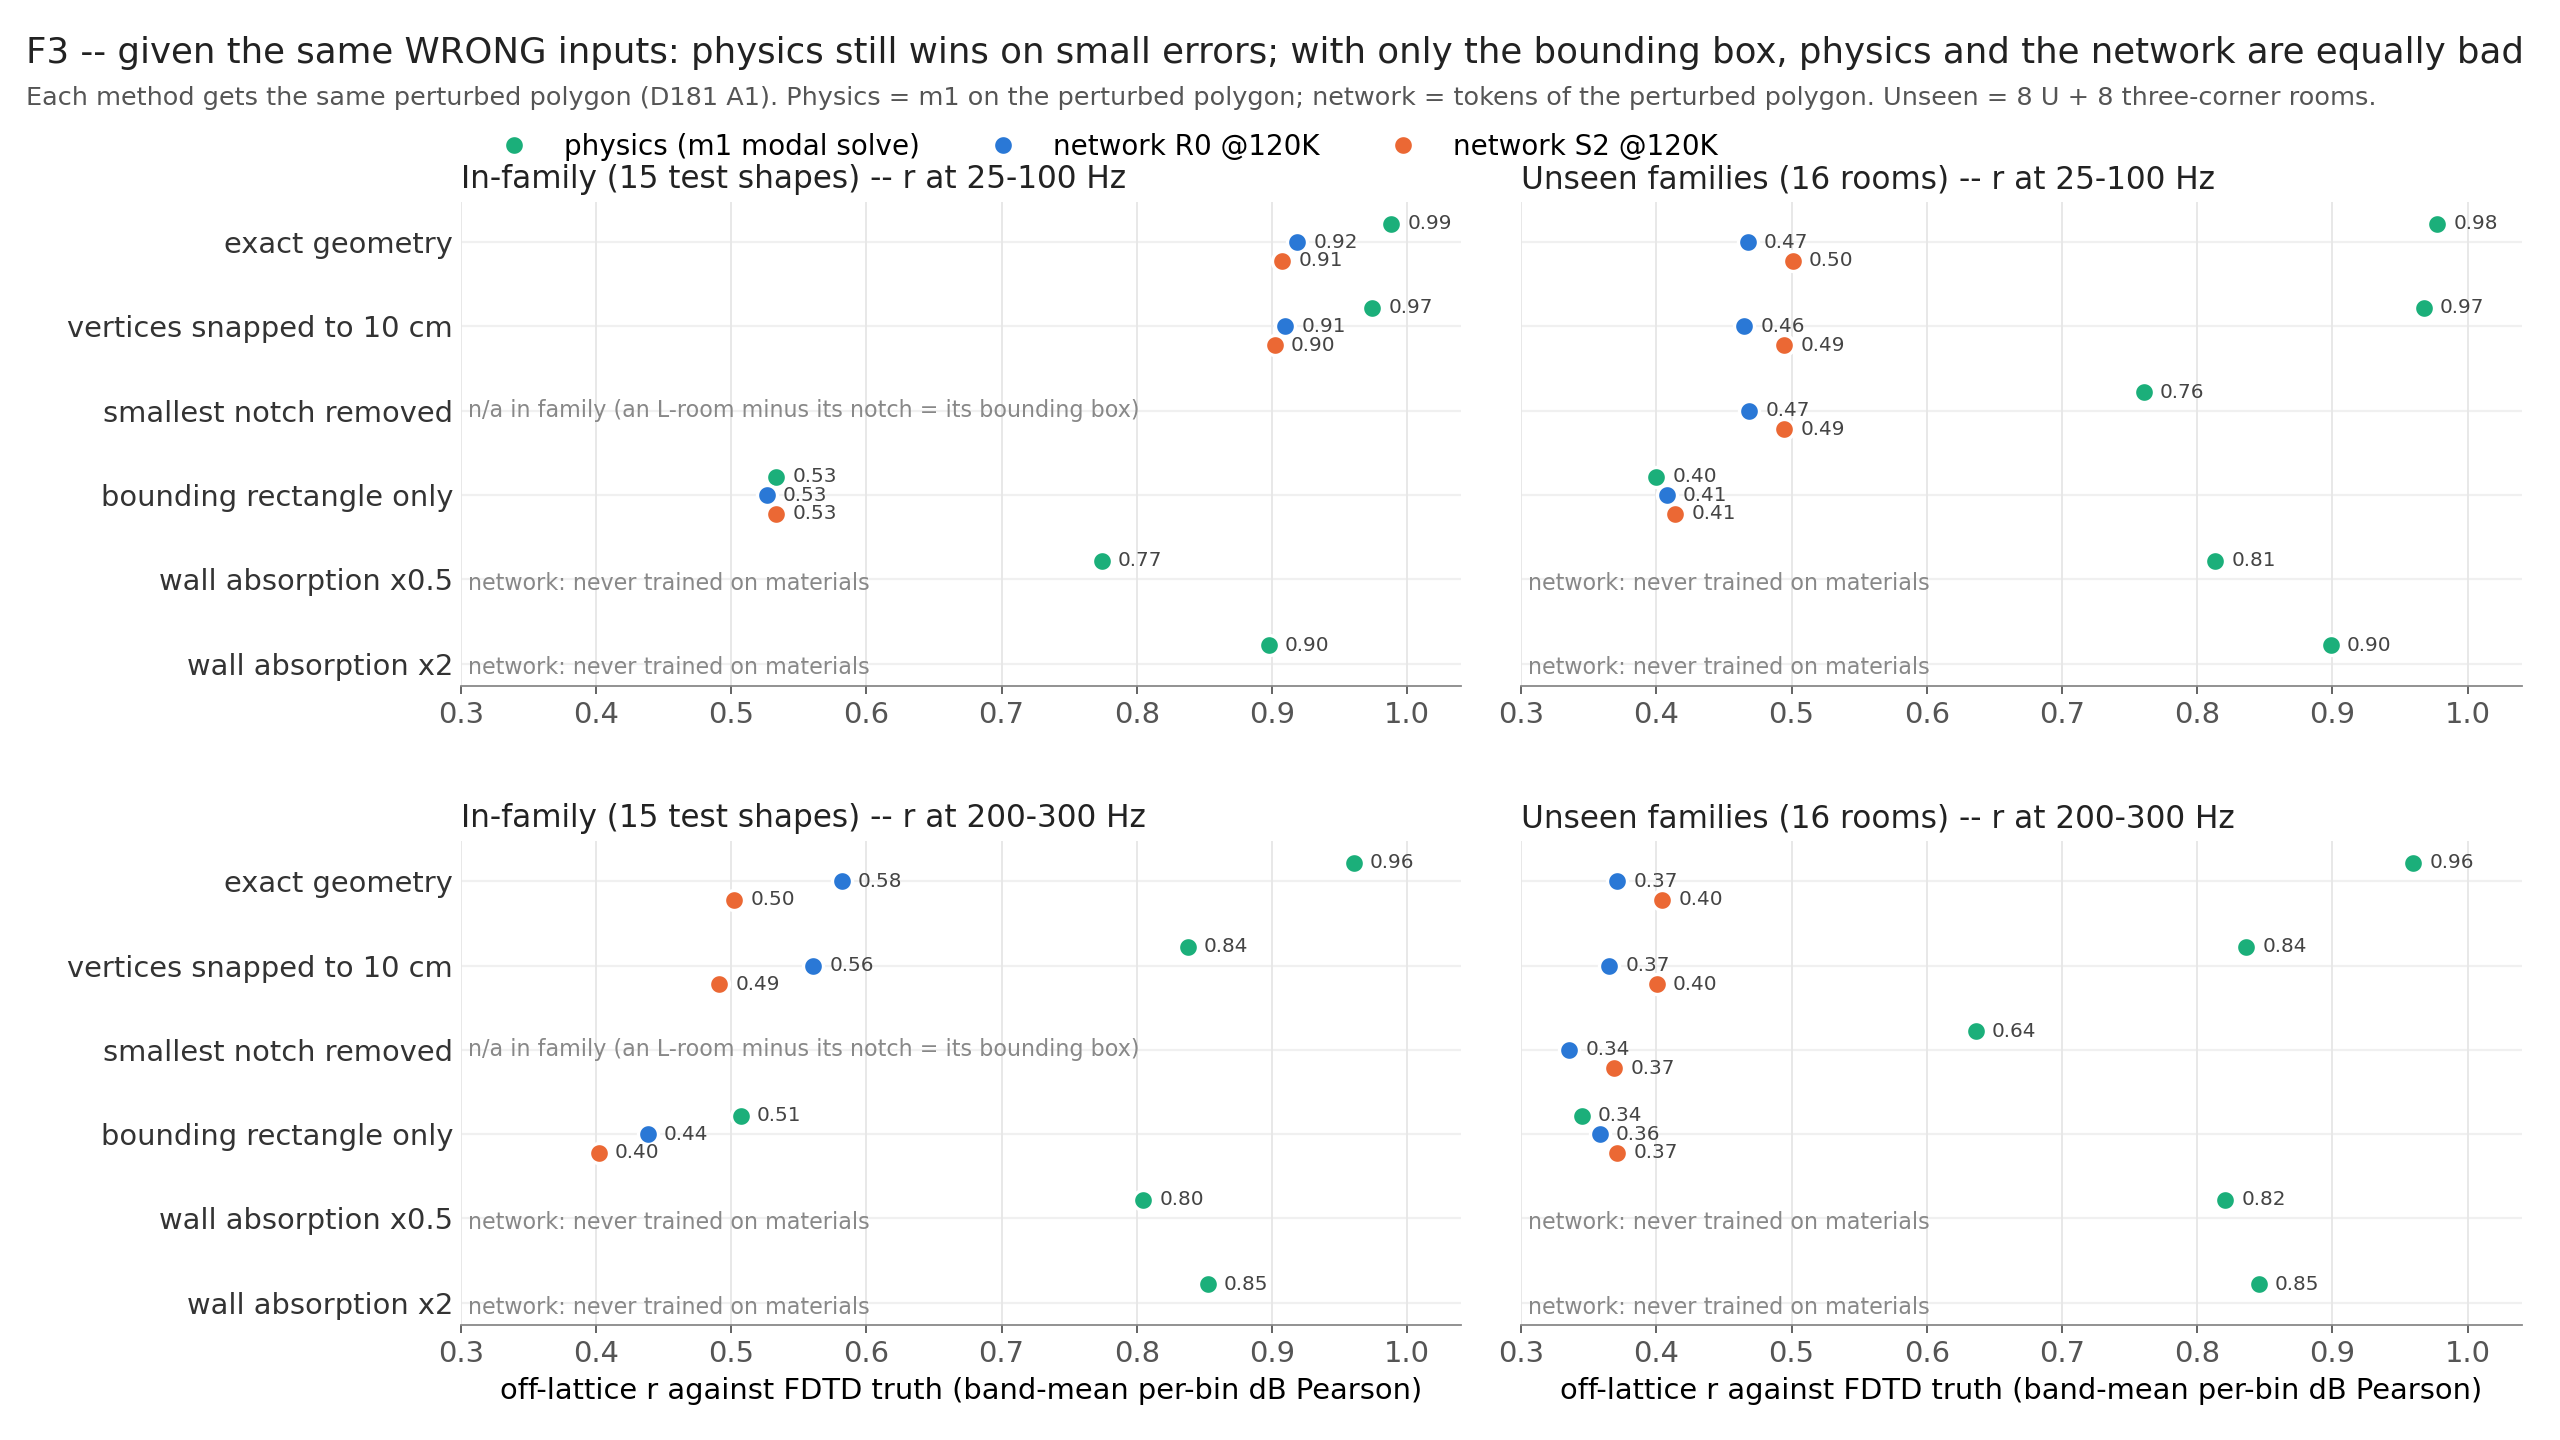 F3 -- given the same WRONG inputs: physics still wins on small errors; with only the bounding box, physics and the network are equally bad
Each method gets the same perturbed polygon (D181 A1). Physics = m1 on the perturbed polygon; network = tokens of the perturbed polygon. Unseen = 8 U + 8 three-corner rooms.
physics (m1 modal solve) network R0 @120K network S2 @120K
In-family (15 test shapes) -- r at 25-100 Hz
exact geometry
0.99
0.92
0.91
vertices snapped to 10 cm
0.97
0.91
0.90
smallest notch removed n/a in family (an L-room minus its notch = its bounding box)
bounding rectangle only
0.53
0.53
0.53
wall absorption x0.5
0.77
network: never trained on materials
wall absorption x2
0.90
network: never trained on materials
0.3 0.4 0.5 0.6 0.7 0.8 0.9 1.0
Unseen families (16 rooms) -- r at 25-100 Hz
0.98
0.47
0.50
0.97
0.46
0.49
0.76
0.47
0.49
0.40
0.41
0.41
0.81
network: never trained on materials
0.90
network: never trained on materials
0.3 0.4 0.5 0.6 0.7 0.8 0.9 1.0
In-family (15 test shapes) -- r at 200-300 Hz
exact geometry
0.96
0.58
0.50
vertices snapped to 10 cm
0.84
0.56
0.49
smallest notch removed n/a in family (an L-room minus its notch = its bounding box)
bounding rectangle only
0.51
0.44
0.40
wall absorption x0.5
0.80
network: never trained on materials
wall absorption x2
0.85
network: never trained on materials
0.3 0.4 0.5 0.6 0.7 0.8 0.9 1.0
off-lattice r against FDTD truth (band-mean per-bin dB Pearson)
Unseen families (16 rooms) -- r at 200-300 Hz
0.96
0.37
0.40
0.84
0.37
0.40
0.64
0.34
0.37
0.34
0.36
0.37
0.82
network: never trained on materials
0.85
network: never trained on materials
0.3 0.4 0.5 0.6 0.7 0.8 0.9 1.0
off-lattice r against FDTD truth (band-mean per-bin dB Pearson)